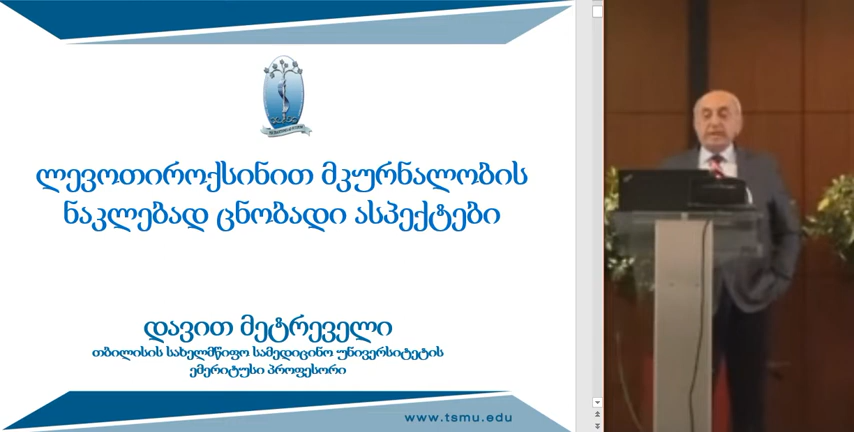 ლევოთიროქსინით მკურნალობის
ნაკლებად ცნობადი ასპექტები
დავით მეტრეველი
თბილისის სახელმწიფო სამედიცინო უნივერსიტეტის
ემერიტუსი პროფესორი
www.tsmu.edu